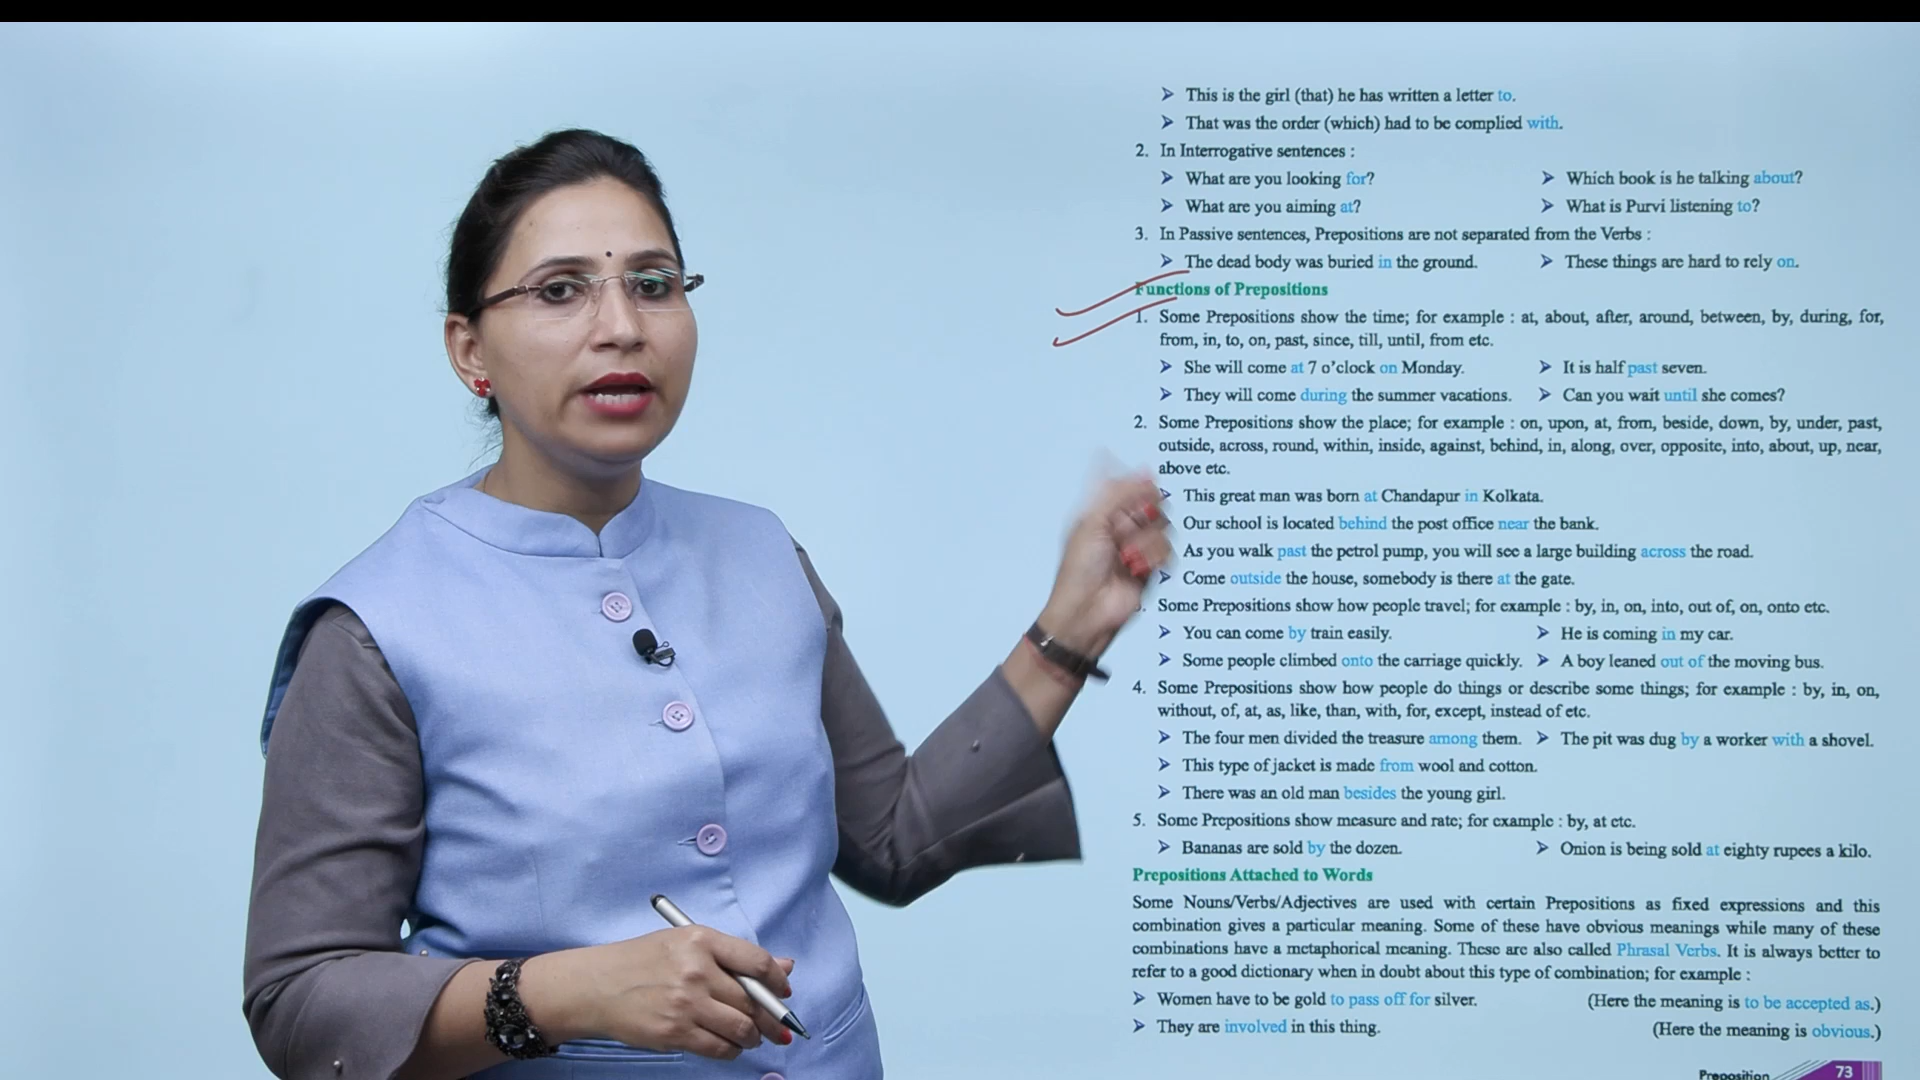 ➤ This is the girl (that) he has written a letter to.
➤ That was the order (which) had to be complied with.
2. In Interrogative sentences :
➤ What are you looking for? ➤ Which book is he talking about?
➤ What are you aiming at? ➤ What is Purvi listening to?
3. In Passive sentences, Prepositions are not separated from the Verbs :
➤ The dead body was buried in the ground. ➤ These things are hard to rely on.
Functions of Prepositions
1. Some Prepositions show the time; for example : at, about, after, around, between, by, during, for,
from, in, to, on, past, since, till, until, from etc.
➤ She will come at 7 o'clock on Monday. ➤ It is half past seven.
➤ They will come during the summer vacations. ➤ Can you wait until she comes?
2. Some Prepositions show the place; for example : on, upon, at, from, beside, down, by, under, past,
outside, across, round, within, inside, against, behind, in, along, over, opposite, into, about, up, near,
above etc.
➤ This great man was born at Chandapur in Kolkata.
Our school is located behind the post office near the bank.
As you walk past the petrol pump, you will see a large building across the road.
➤ Come outside the house, somebody is there at the gate.
Some Prepositions show how people travel; for example : by, in, on, into, out of, on, onto etc.
➤ You can come by train easily. ➤ He is coming in my car.
➤ Some people climbed onto the carriage quickly. ➤ A boy leaned out of the moving bus.
4. Some Prepositions show how people do things or describe some things; for example : by, in, on,
without, of, at, as, like, than, with, for, except, instead of etc.
➤ The four men divided the treasure among them. ➤ The pit was dug by a worker with a shovel.
➤ This type of jacket is made from wool and cotton.
➤ There was an old man besides the young girl.
5. Some Prepositions show measure and rate; for example : by, at etc.
➤ Bananas are sold by the dozen. ➤ Onion is being sold at eighty rupees a kilo.
Prepositions Attached to Words
Some Nouns/Verbs/Adjectives are used with certain Prepositions as fixed expressions and this
combination gives a particular meaning. Some of these have obvious meanings while many of these
combinations have a metaphorical meaning. These are also called Phrasal Verbs. It is always better to
refer to a good dictionary when in doubt about this type of combination; for example :
➤ Women have to be gold to pass off for silver. (Here the meaning is to be accepted as.)
➤ They are involved in this thing. (Here the meaning is obvious.)
Preposition 73